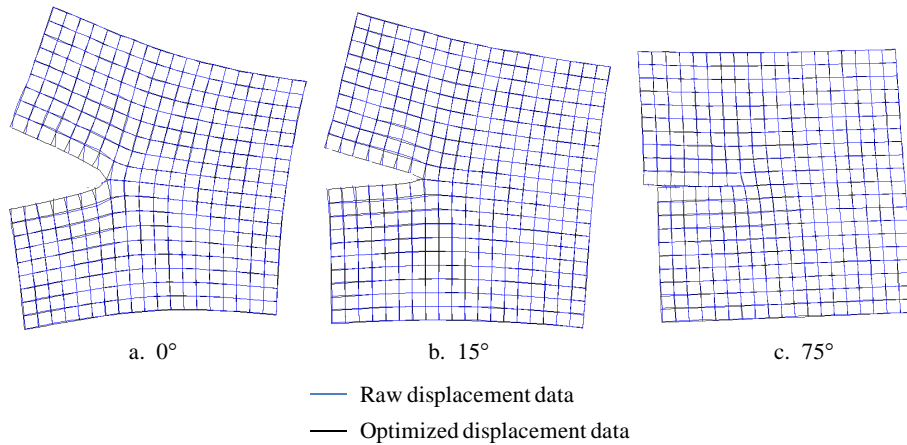 a. 0°
b. 15°
c. 75°
Raw displacement data
Optimized displacement data